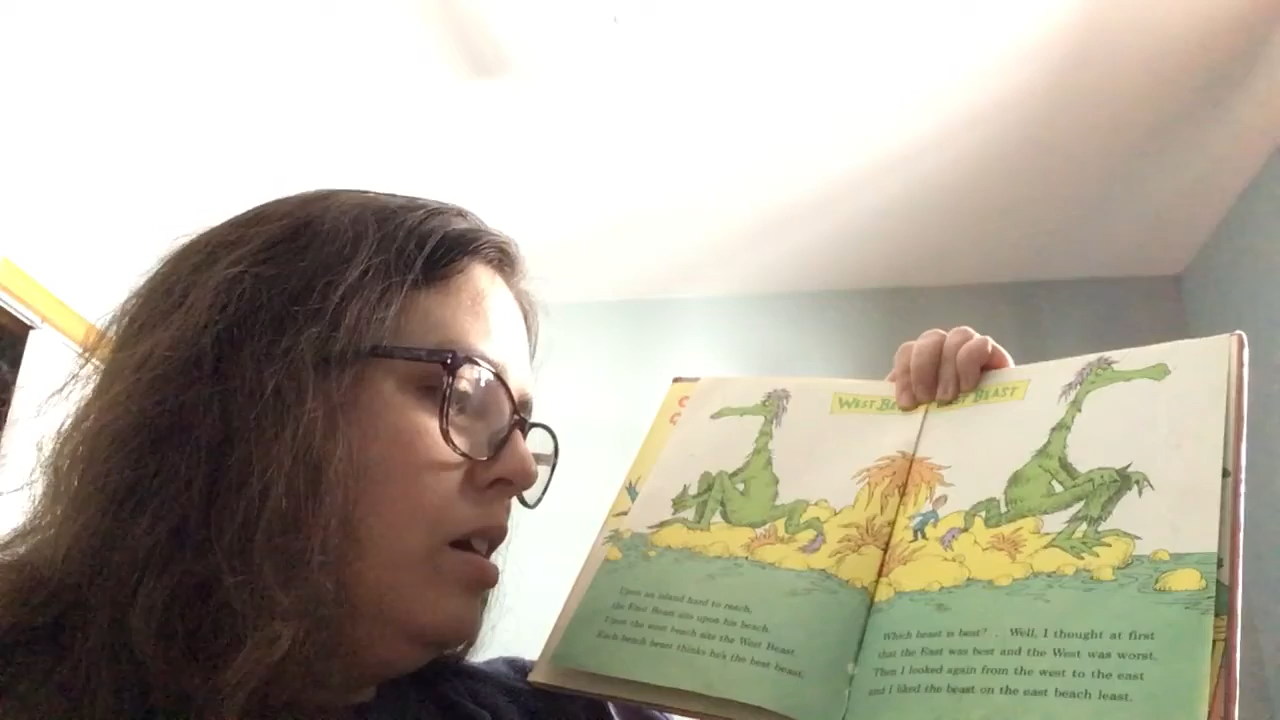 WEST BE EAST BEAST
Upon an island hard to reach,
the East Beast sits upon his beach.
Upon the west beach sits the West Beast.
Each beach beast thinks he's the best beast.
Which beast is best? . . Well, I thought at first
that the East was best and the West was worst.
Then I looked again from the west to the east
and I liked the beast on the east beach least.